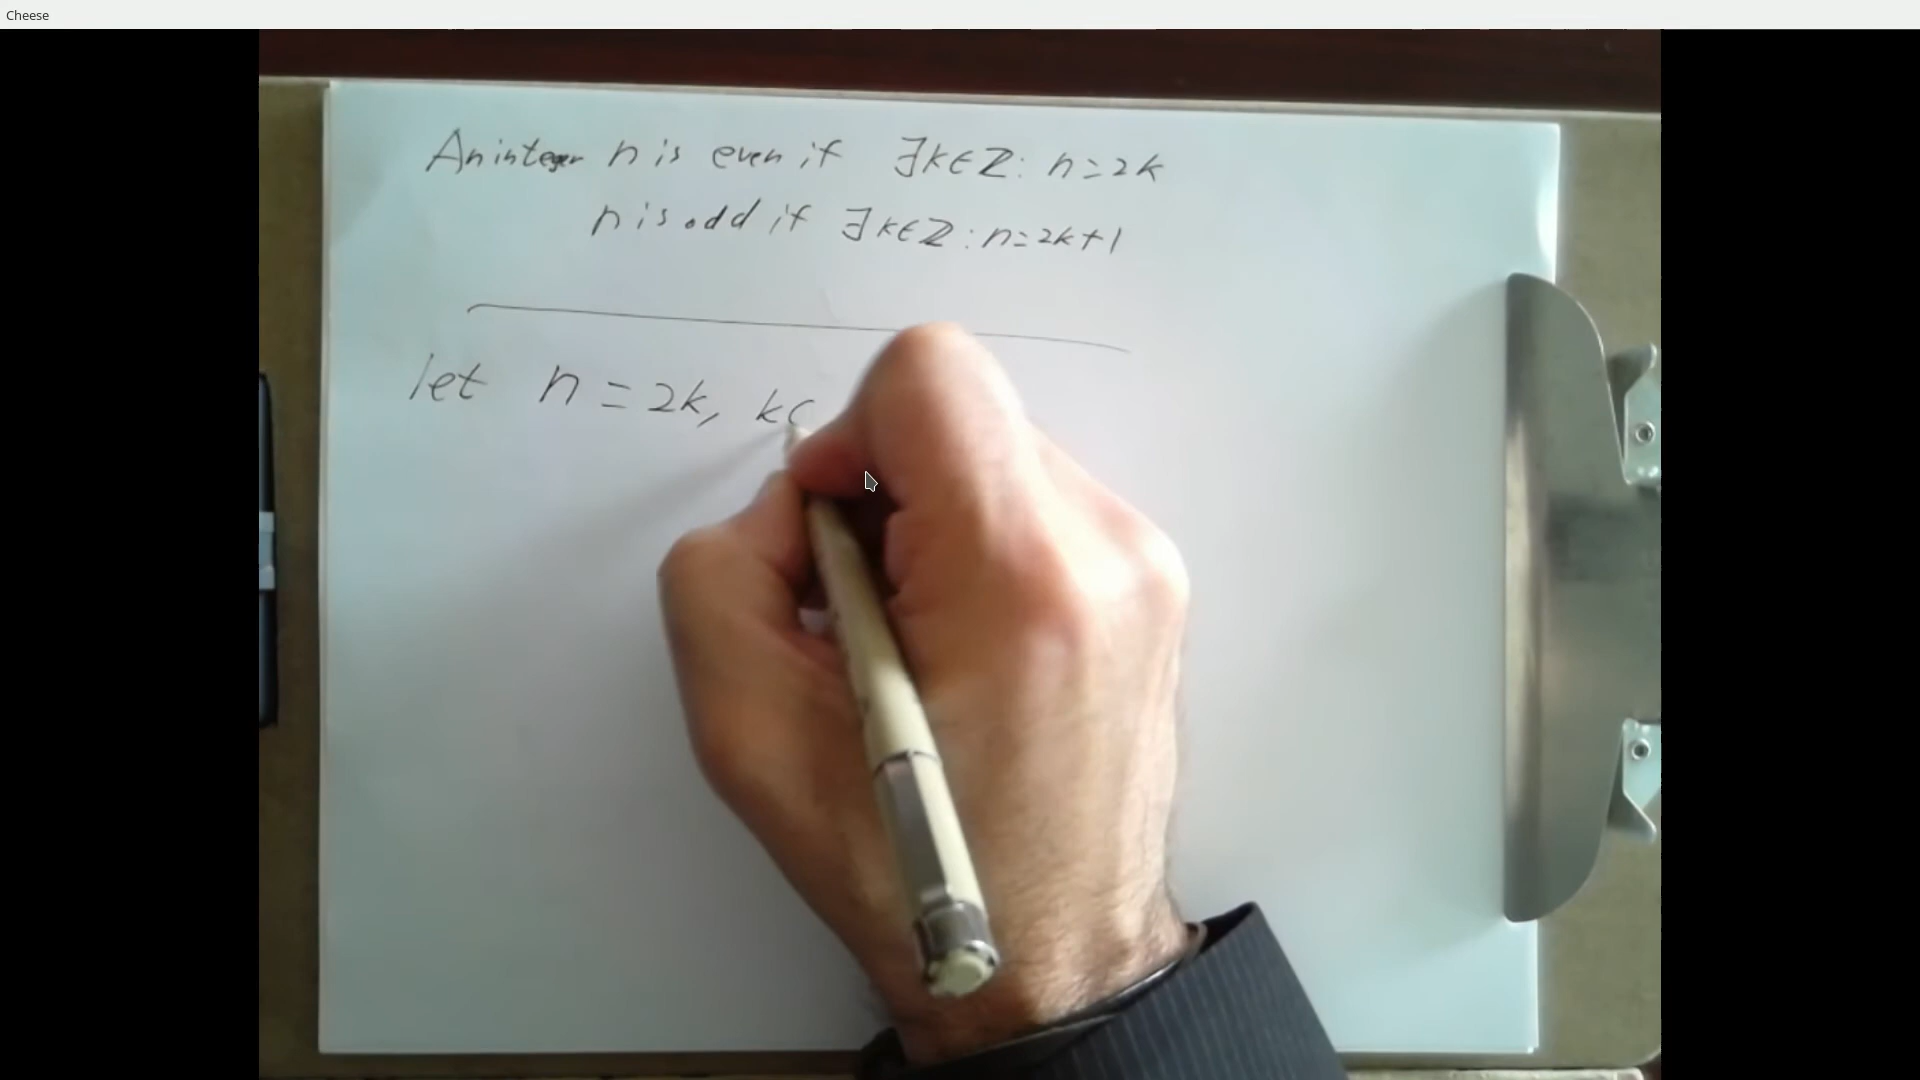 Cheese
An integer n is even if ∃k∈ℤ: n=2k
n is odd if ∃k∈ℤ: n=2k+1
let n = 2k, k